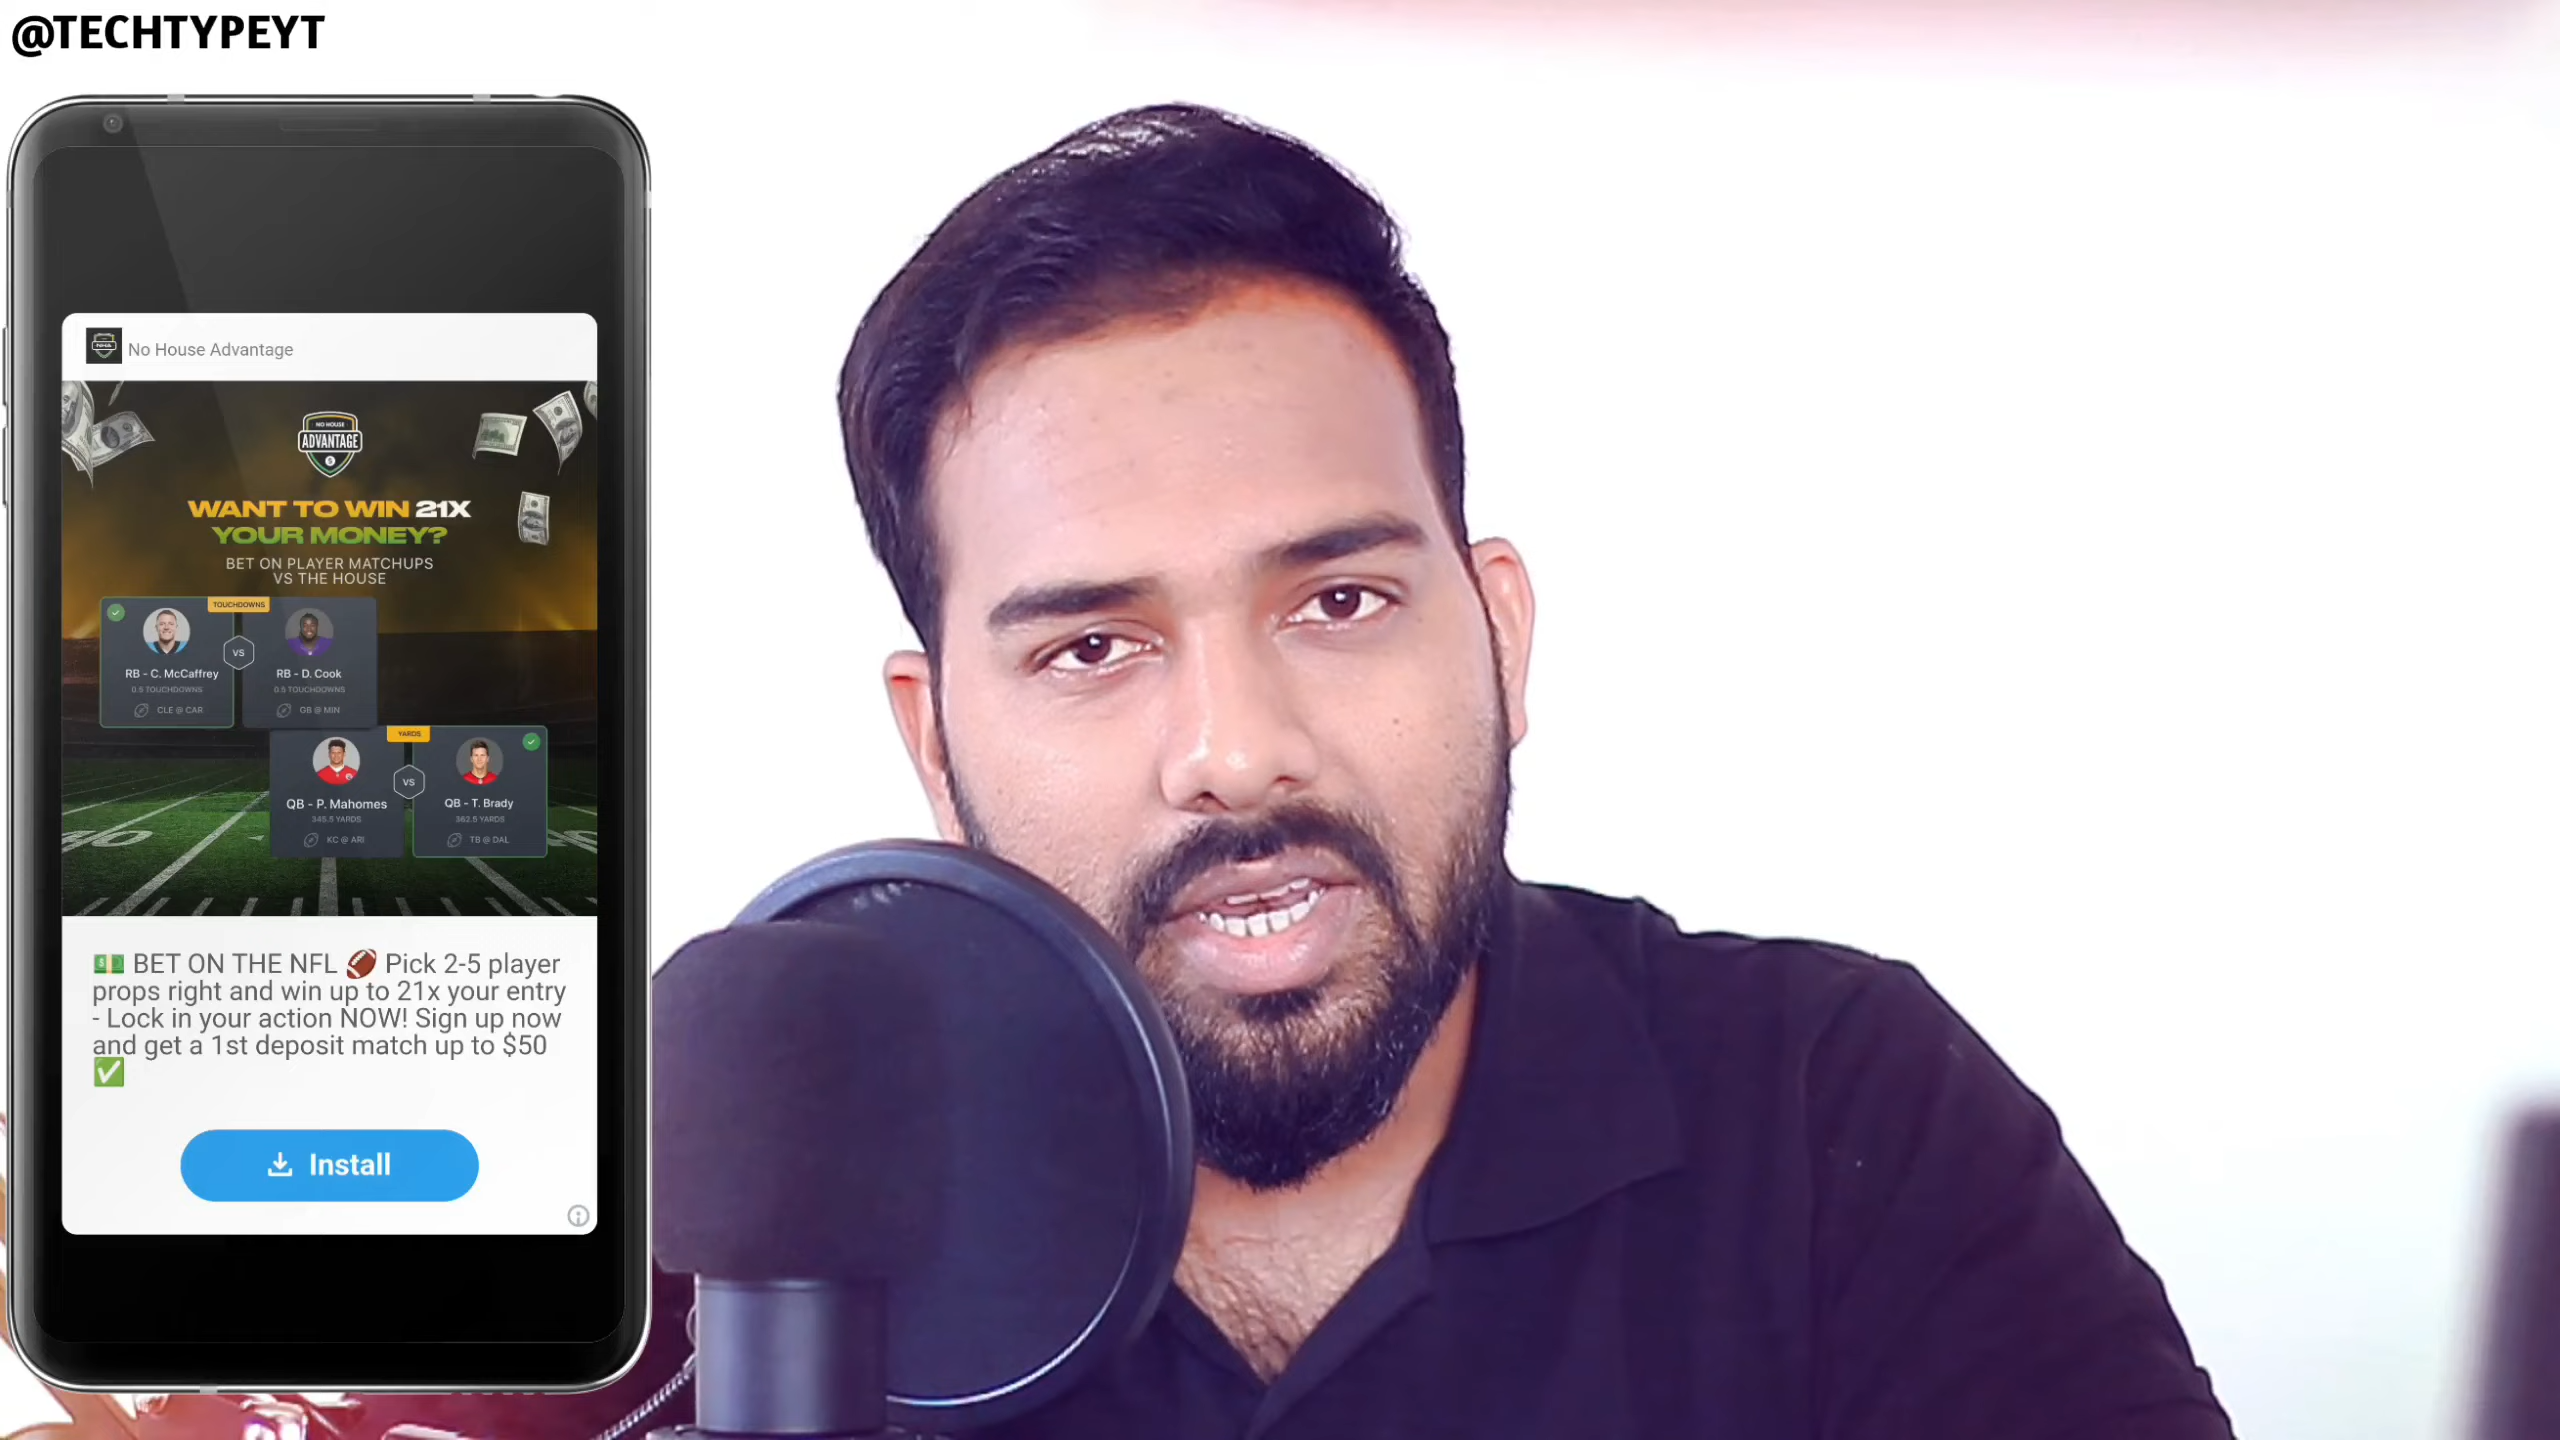 @TECHTYPEYT
No House Advantage
NO HOUSE
ADVANTAGE
WANT TO WIN 21X
YOUR MONEY?
BET ON PLAYER MATCHUPS
VS THE HOUSE
TOUCHDOWNS
RB - C. McCaffrey
0.5 TOUCHDOWNS
CLE @ CAR
VS
RB - D. Cook
0.5 TOUCHDOWNS
GB @ MIN
YARDS
QB - P. Mahomes
345.5 YARDS
KC @ ARI
VS
QB - T. Brady
362.5 YARDS
TB @ DAL
💵 BET ON THE NFL 🏈 Pick 2-5 player
props right and win up to 21x your entry
- Lock in your action NOW! Sign up now
and get a 1st deposit match up to $50
✅
Install